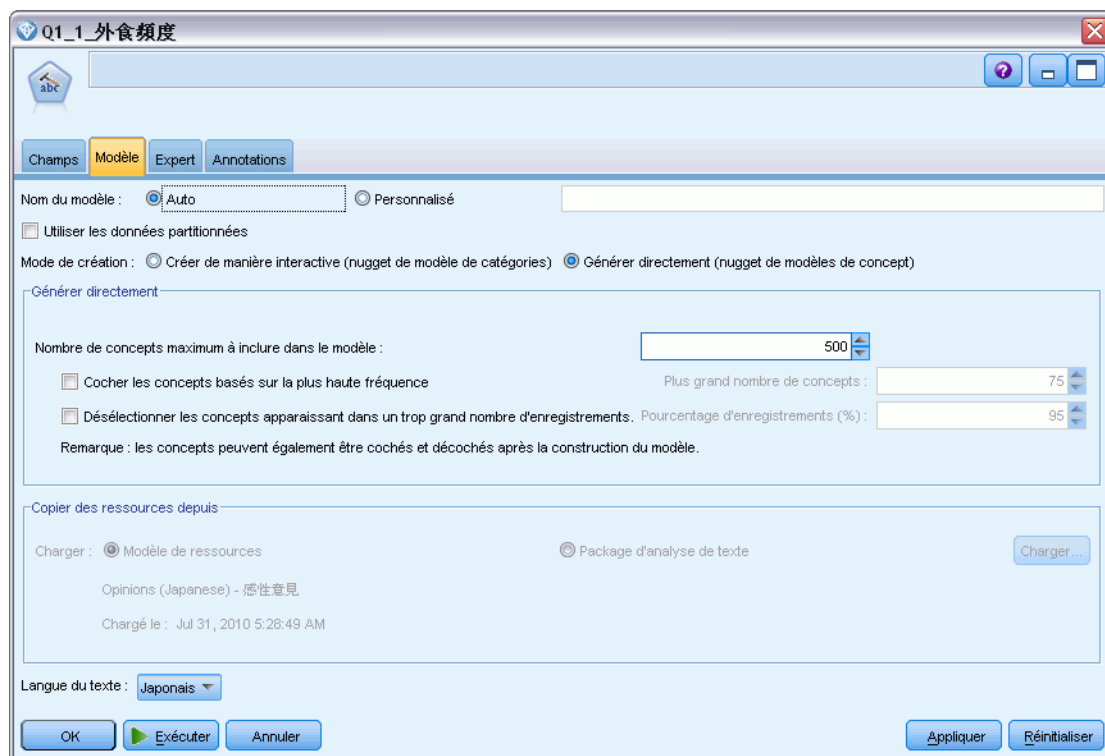 Q1_1_外食頻度
abc
Champs Modèle Expert Annotations
Nom du modèle : Auto Personnalisé
Utiliser les données partitionnées
Mode de création : Créer de manière interactive (nugget de modèle de catégories) Générer directement (nugget de modèles de concept)
Générer directement
Nombre de concepts maximum à inclure dans le modèle : 500
Cocher les concepts basés sur la plus haute fréquence Plus grand nombre de concepts : 75
Désélectionner les concepts apparaissant dans un trop grand nombre d'enregistrements. Pourcentage d'enregistrements (%) : 95
Remarque : les concepts peuvent également être cochés et décochés après la construction du modèle.
Copier des ressources depuis
Charger : Modèle de ressources Package d'analyse de texte Charger...
Opinions (Japanese) - 感性意見
Chargé le : Jul 31, 2010 5:28:49 AM
Langue du texte : Japonais
OK Exécuter Annuler Appliquer Réinitialiser